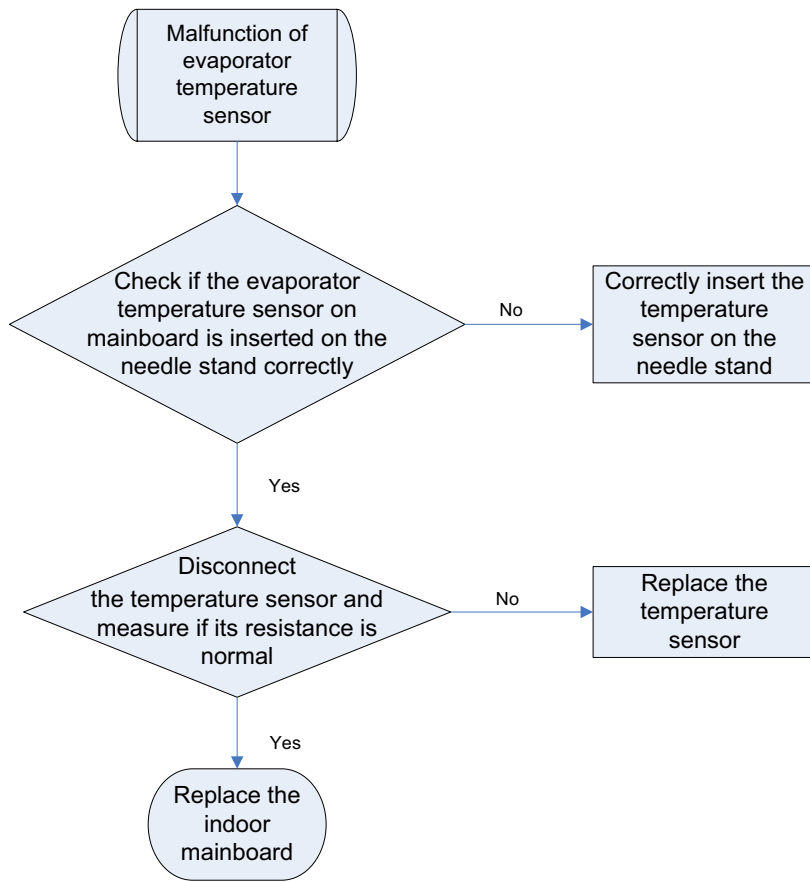 Malfunction of
evaporator
temperature
sensor
Check if the evaporator
temperature sensor on
mainboard is inserted on the
needle stand correctly
No
Correctly insert the
temperature
sensor on the
needle stand
Yes
Disconnect
the temperature sensor and
measure if its resistance is
normal
No
Replace the
temperature
sensor
Yes
Replace the
indoor
mainboard